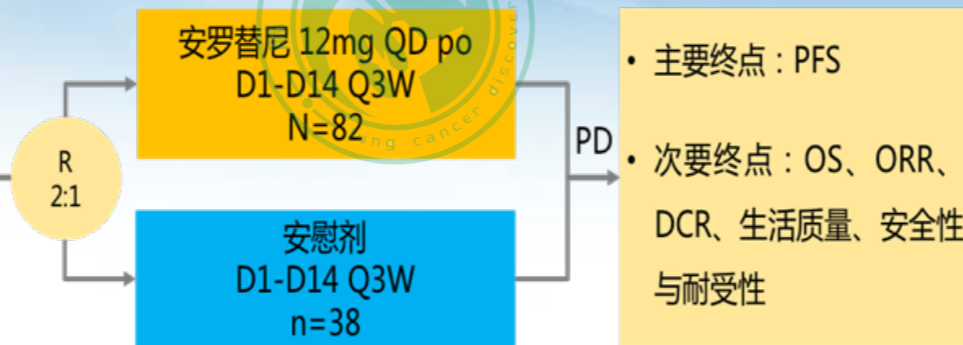 R
2:1
安罗替尼 12mg QD po
D1-D14 Q3W
N=82
安慰剂
D1-D14 Q3W
n=38
PD
• 主要终点：PFS
• 次要终点：OS、ORR、
DCR、生活质量、安全性
与耐受性
cancer discover